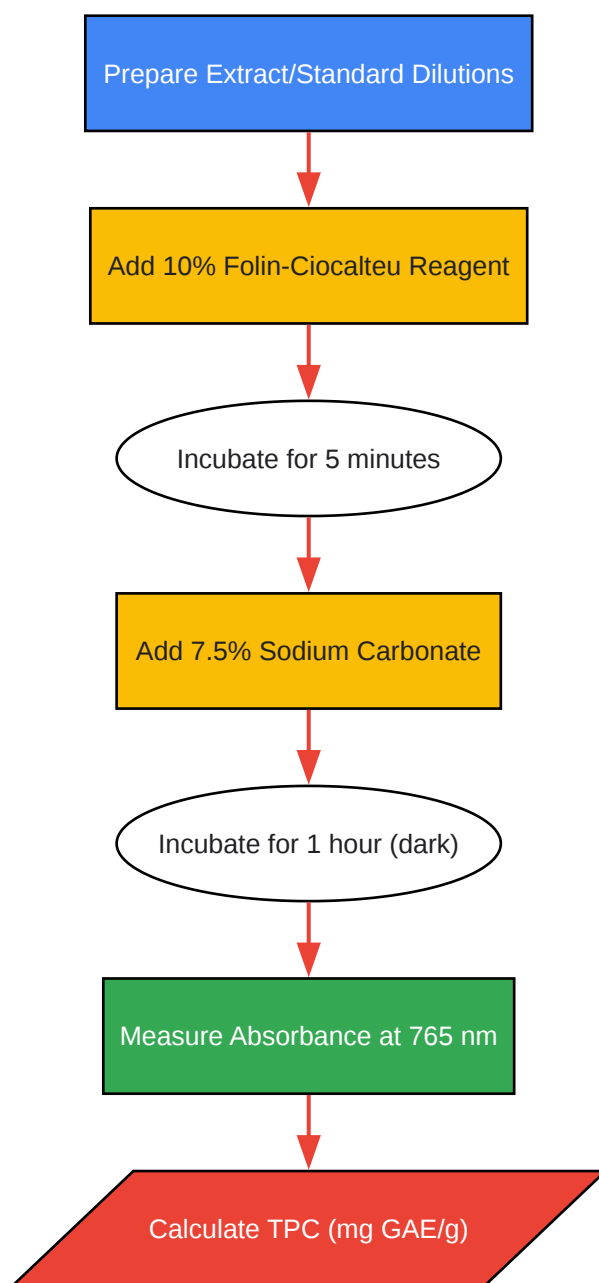 Prepare Extract/Standard Dilutions
Add 10% Folin-Ciocalteu Reagent
Incubate for 5 minutes
Add 7.5% Sodium Carbonate
Incubate for 1 hour (dark)
Measure Absorbance at 765 nm
Calculate TPC (mg GAE/g)